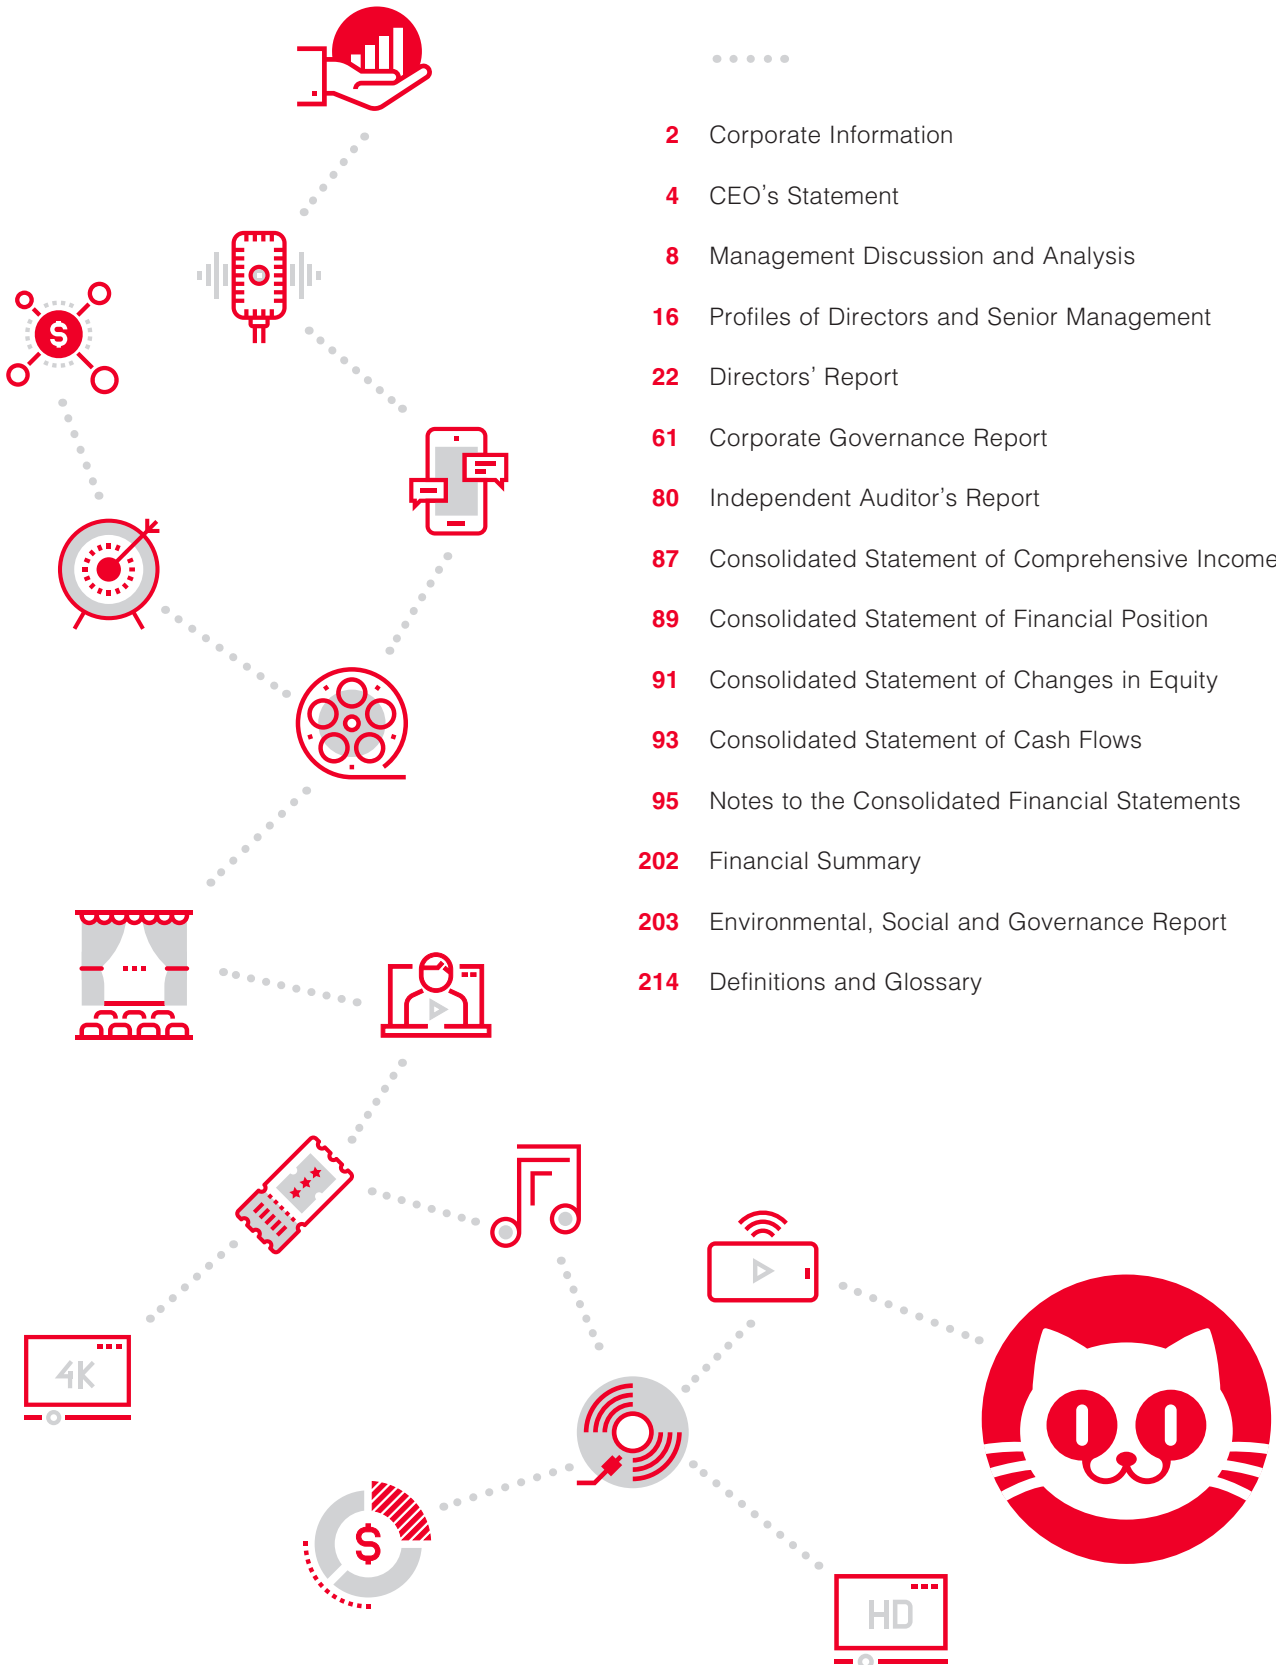 2 Corporate Information
4 CEO’s Statement
8 Management Discussion and Analysis
16 Profiles of Directors and Senior Management
22 Directors’ Report
61 Corporate Governance Report
80 Independent Auditor’s Report
87 Consolidated Statement of Comprehensive Income
89 Consolidated Statement of Financial Position
91 Consolidated Statement of Changes in Equity
93 Consolidated Statement of Cash Flows
95 Notes to the Consolidated Financial Statements
202 Financial Summary
203 Environmental, Social and Governance Report
214 Definitions and Glossary
$
4K
$
HD